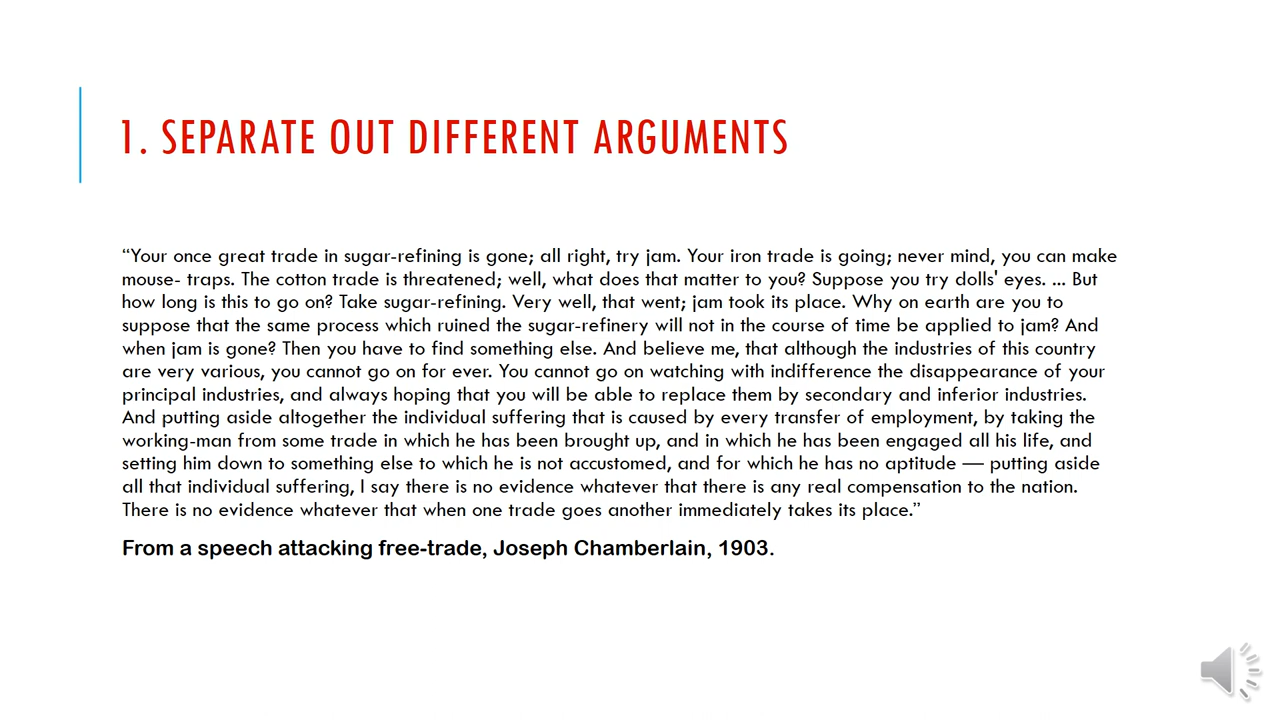 1. SEPARATE OUT DIFFERENT ARGUMENTS
“Your once great trade in sugar-refining is gone; all right, try jam. Your iron trade is going; never mind, you can make
mouse- traps. The cotton trade is threatened; well, what does that matter to you? Suppose you try dolls' eyes. ... But
how long is this to go on? Take sugar-refining. Very well, that went; jam took its place. Why on earth are you to
suppose that the same process which ruined the sugar-refinery will not in the course of time be applied to jam? And
when jam is gone? Then you have to find something else. And believe me, that although the industries of this country
are very various, you cannot go on for ever. You cannot go on watching with indifference the disappearance of your
principal industries, and always hoping that you will be able to replace them by secondary and inferior industries.
And putting aside altogether the individual suffering that is caused by every transfer of employment, by taking the
working-man from some trade in which he has been brought up, and in which he has been engaged all his life, and
setting him down to something else to which he is not accustomed, and for which he has no aptitude — putting aside
all that individual suffering, I say there is no evidence whatever that there is any real compensation to the nation.
There is no evidence whatever that when one trade goes another immediately takes its place.”
From a speech attacking free-trade, Joseph Chamberlain, 1903.